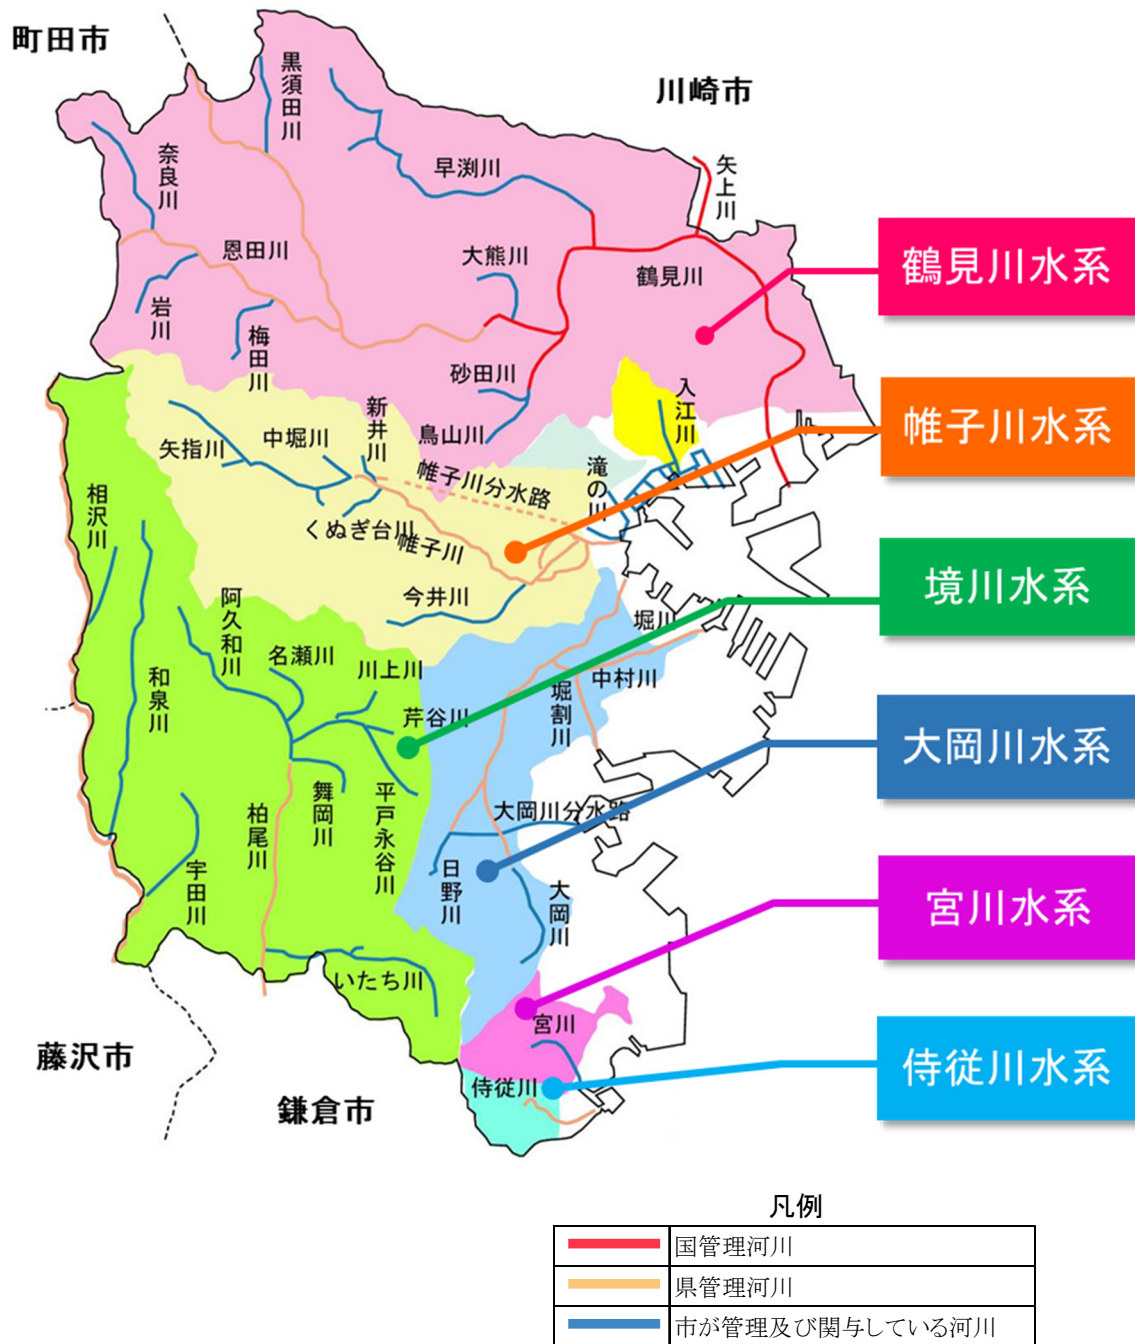 町田市
川崎市
黒須田川
奈良川
早渕川
矢上川
恩田川
大熊川
鶴見川
岩川
梅田川
砂田川
鳥山川
入江川
新井川
中堀川
矢指川
帷子川分水路
滝の川
くぬぎ台川
帷子川
今井川
相沢川
阿久和川
名瀬川
川上川
和泉川
芹谷川
堀川
中村川
堀割川
舞岡川
平戸永谷川
柏尾川
宇田川
大岡川分水路
日野川
大岡川
いたち川
宮川
侍従川
藤沢市
鎌倉市
鶴見川水系
帷子川水系
境川水系
大岡川水系
宮川水系
侍従川水系
凡例
国管理河川
県管理河川
市が管理及び関与している河川